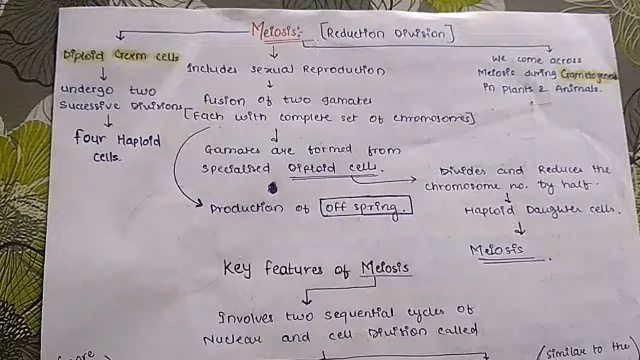 Meiosis:- [Reduction Division]
Diploid Germ cells
undergo two
Successive Divisions
four Haploid
cells.
Includes sexual Reproduction
fusion of two gamates
[Each with complete set of chromosomes]
Gamates are formed from
specialised Diploid cells.
Production of off spring.
We come across
Meiosis during Gametogenesis
in plants & Animals.
Divides and Reduces the
chromosome no. by half.
Haploid Daughter cells.
Meiosis
Key features of Meiosis
Involves two sequential cycles of
Nuclear and cell Division called
(similar to the